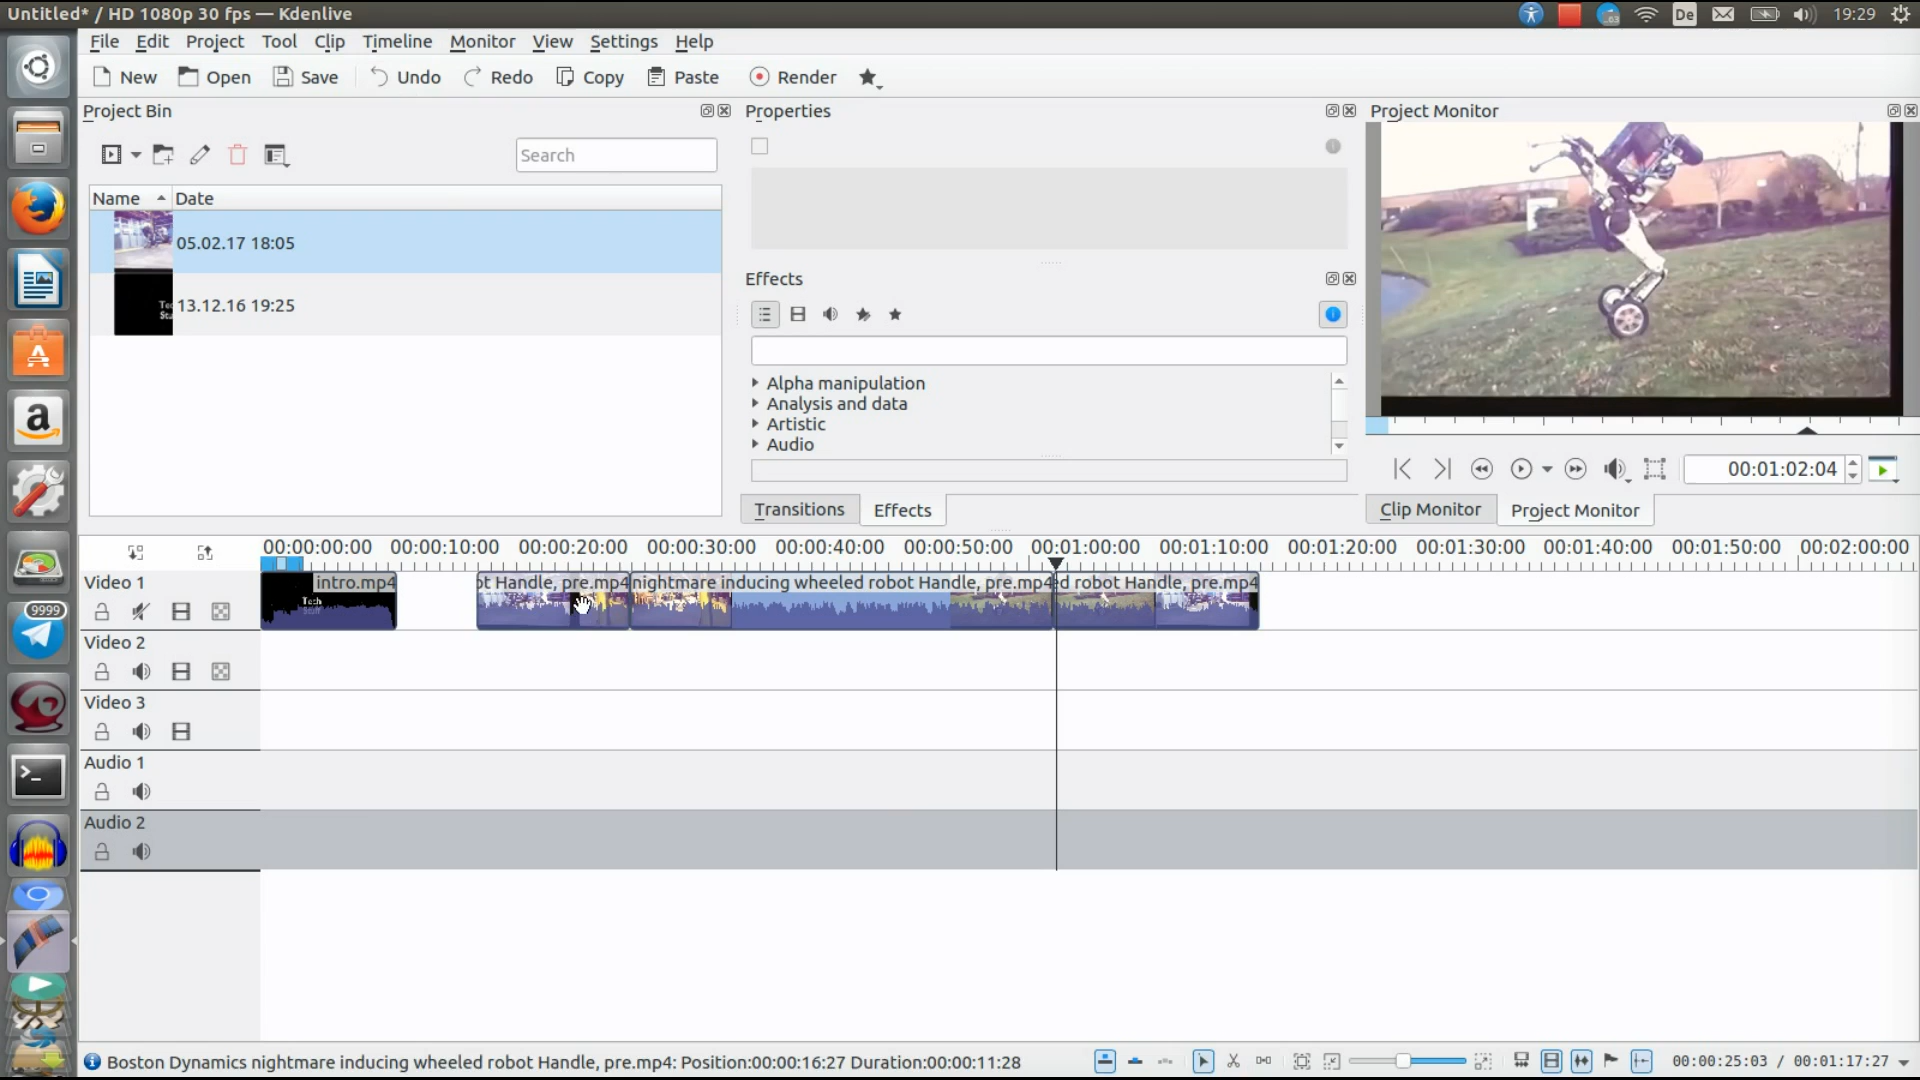 Untitled* / HD 1080p 30 fps — Kdenlive
De
19:29
File Edit Project Tool Clip Timeline Monitor View Settings Help
New Open Save Undo Redo Copy Paste Render
Project Bin
Properties
Project Monitor
Search
Name Date
05.02.17 18:05
13.12.16 19:25
Effects
Alpha manipulation
Analysis and data
Artistic
Audio
00:01:02:04
Transitions Effects
Clip Monitor Project Monitor
00:00:00:00 00:00:10:00 00:00:20:00 00:00:30:00 00:00:40:00 00:00:50:00 00:01:00:00 00:01:10:00 00:01:20:00 00:01:30:00 00:01:40:00 00:01:50:00 00:02:00:00
Video 1
intro.mp4
Tech
Stuff
ot Handle, pre.mp4
nightmare inducing wheeled robot Handle, pre.mp4
d robot Handle, pre.mp4
Video 2
Video 3
Audio 1
Audio 2
9999
Boston Dynamics nightmare inducing wheeled robot Handle, pre.mp4: Position:00:00:16:27 Duration:00:00:11:28
00:00:25:03 / 00:01:17:27